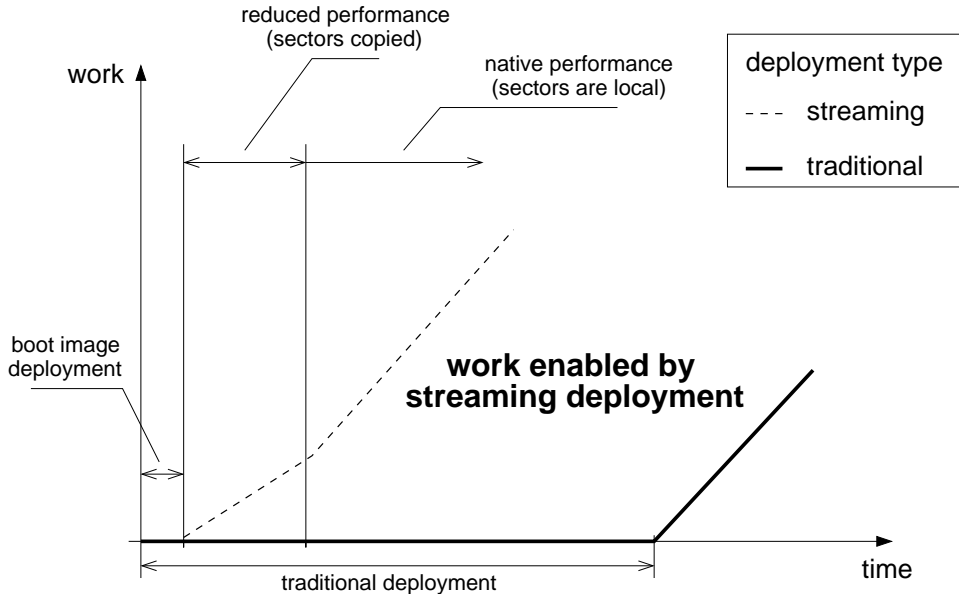 reduced performance
(sectors copied)
work
native performance
(sectors are local)
deployment type
streaming
traditional
boot image
deployment
work enabled by
streaming deployment
traditional deployment
time